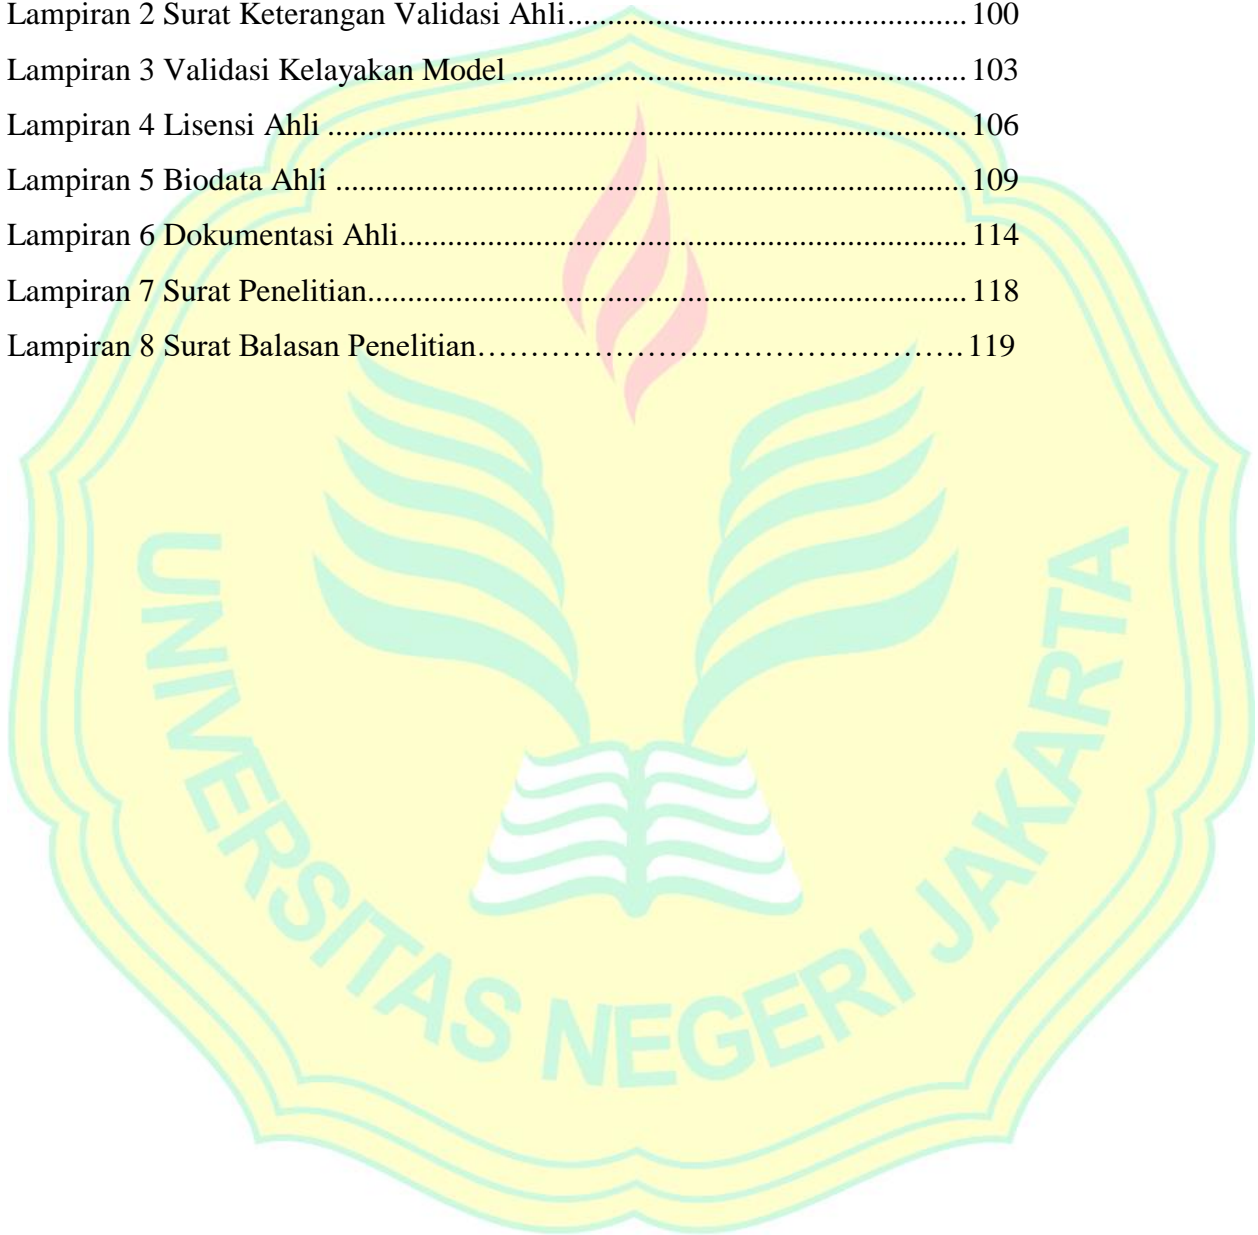 Lampiran 2 Surat Keterangan Validasi Ahli........................................ 100
Lampiran 3 Validasi Kelayakan Model ............................................. 103
Lampiran 4 Lisensi Ahli ................................................................ 106
Lampiran 5 Biodata Ahli ............................................................... 109
Lampiran 6 Dokumentasi Ahli......................................................... 114
Lampiran 7 Surat Penelitian............................................................ 118
Lampiran 8 Surat Balasan Penelitian………………………………………. 119
UNIVERSITAS NEGERI JAKARTA